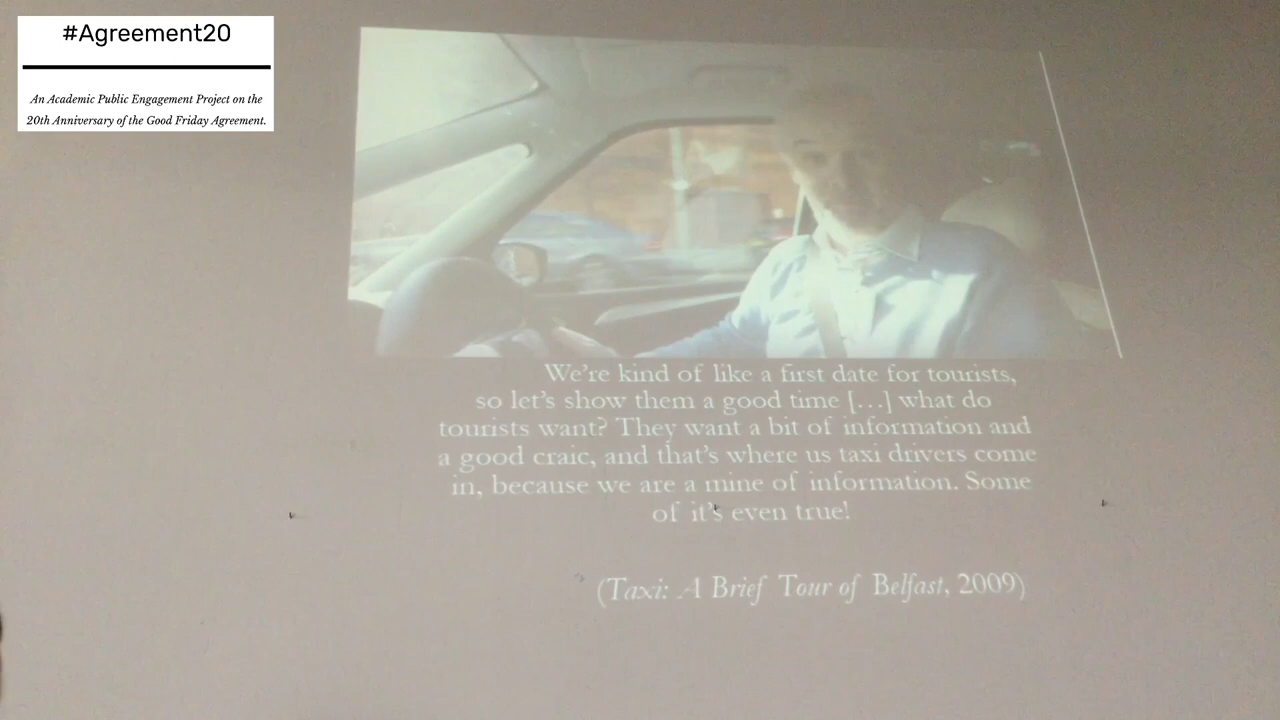 #Agreement20
An Academic Public Engagement Project on the
20th Anniversary of the Good Friday Agreement.
We're kind of like a first date for tourists,
so let's show them a good time [...] what do
tourists want? They want a bit of information and
a good craic, and that's where us taxi drivers come
in, because we are a mine of information. Some
of it's even true!
(Taxi: A Brief Tour of Belfast, 2009)